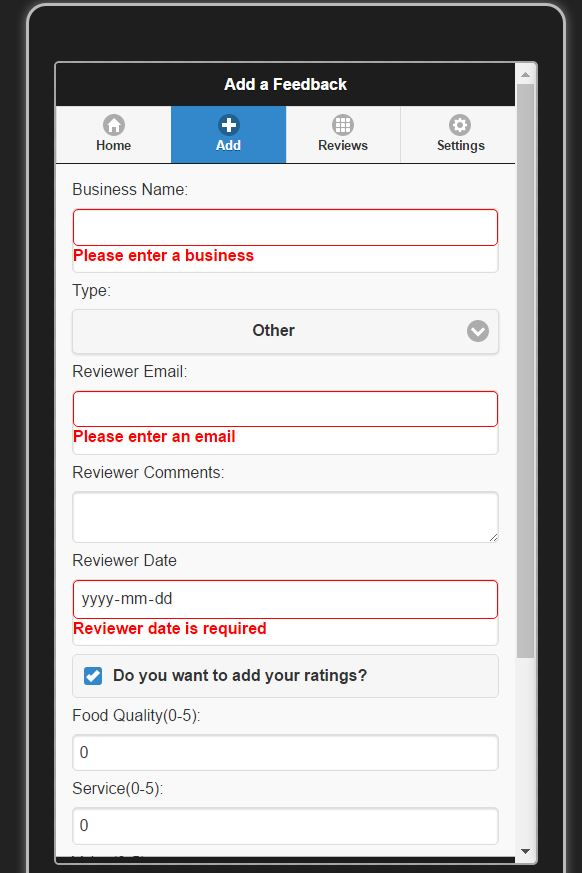 Add a Feedback
Home Add Reviews Settings
Business Name:
Please enter a business
Type:
Other
Reviewer Email:
Please enter an email
Reviewer Comments:
Reviewer Date
yyyy-mm-dd
Reviewer date is required
Do you want to add your ratings?
Food Quality(0-5):
0
Service(0-5):
0